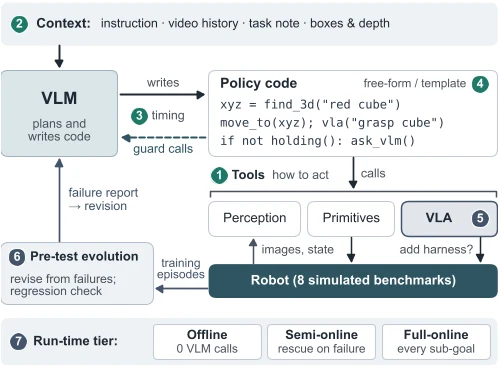 2 Context: instruction · video history · task note · boxes & depth
VLM
plans and
writes code
writes
3 timing
guard calls
Policy code free-form / template 4
xyz = find_3d("red cube")
move_to(xyz); vla("grasp cube")
if not holding(): ask_vlm()
1 Tools how to act
calls
failure report
→ revision
Perception
Primitives
VLA 5
images, state
add harness?
6 Pre-test evolution
revise from failures;
regression check
training
episodes
Robot (8 simulated benchmarks)
7 Run-time tier:
Offline
0 VLM calls
Semi-online
rescue on failure
Full-online
every sub-goal